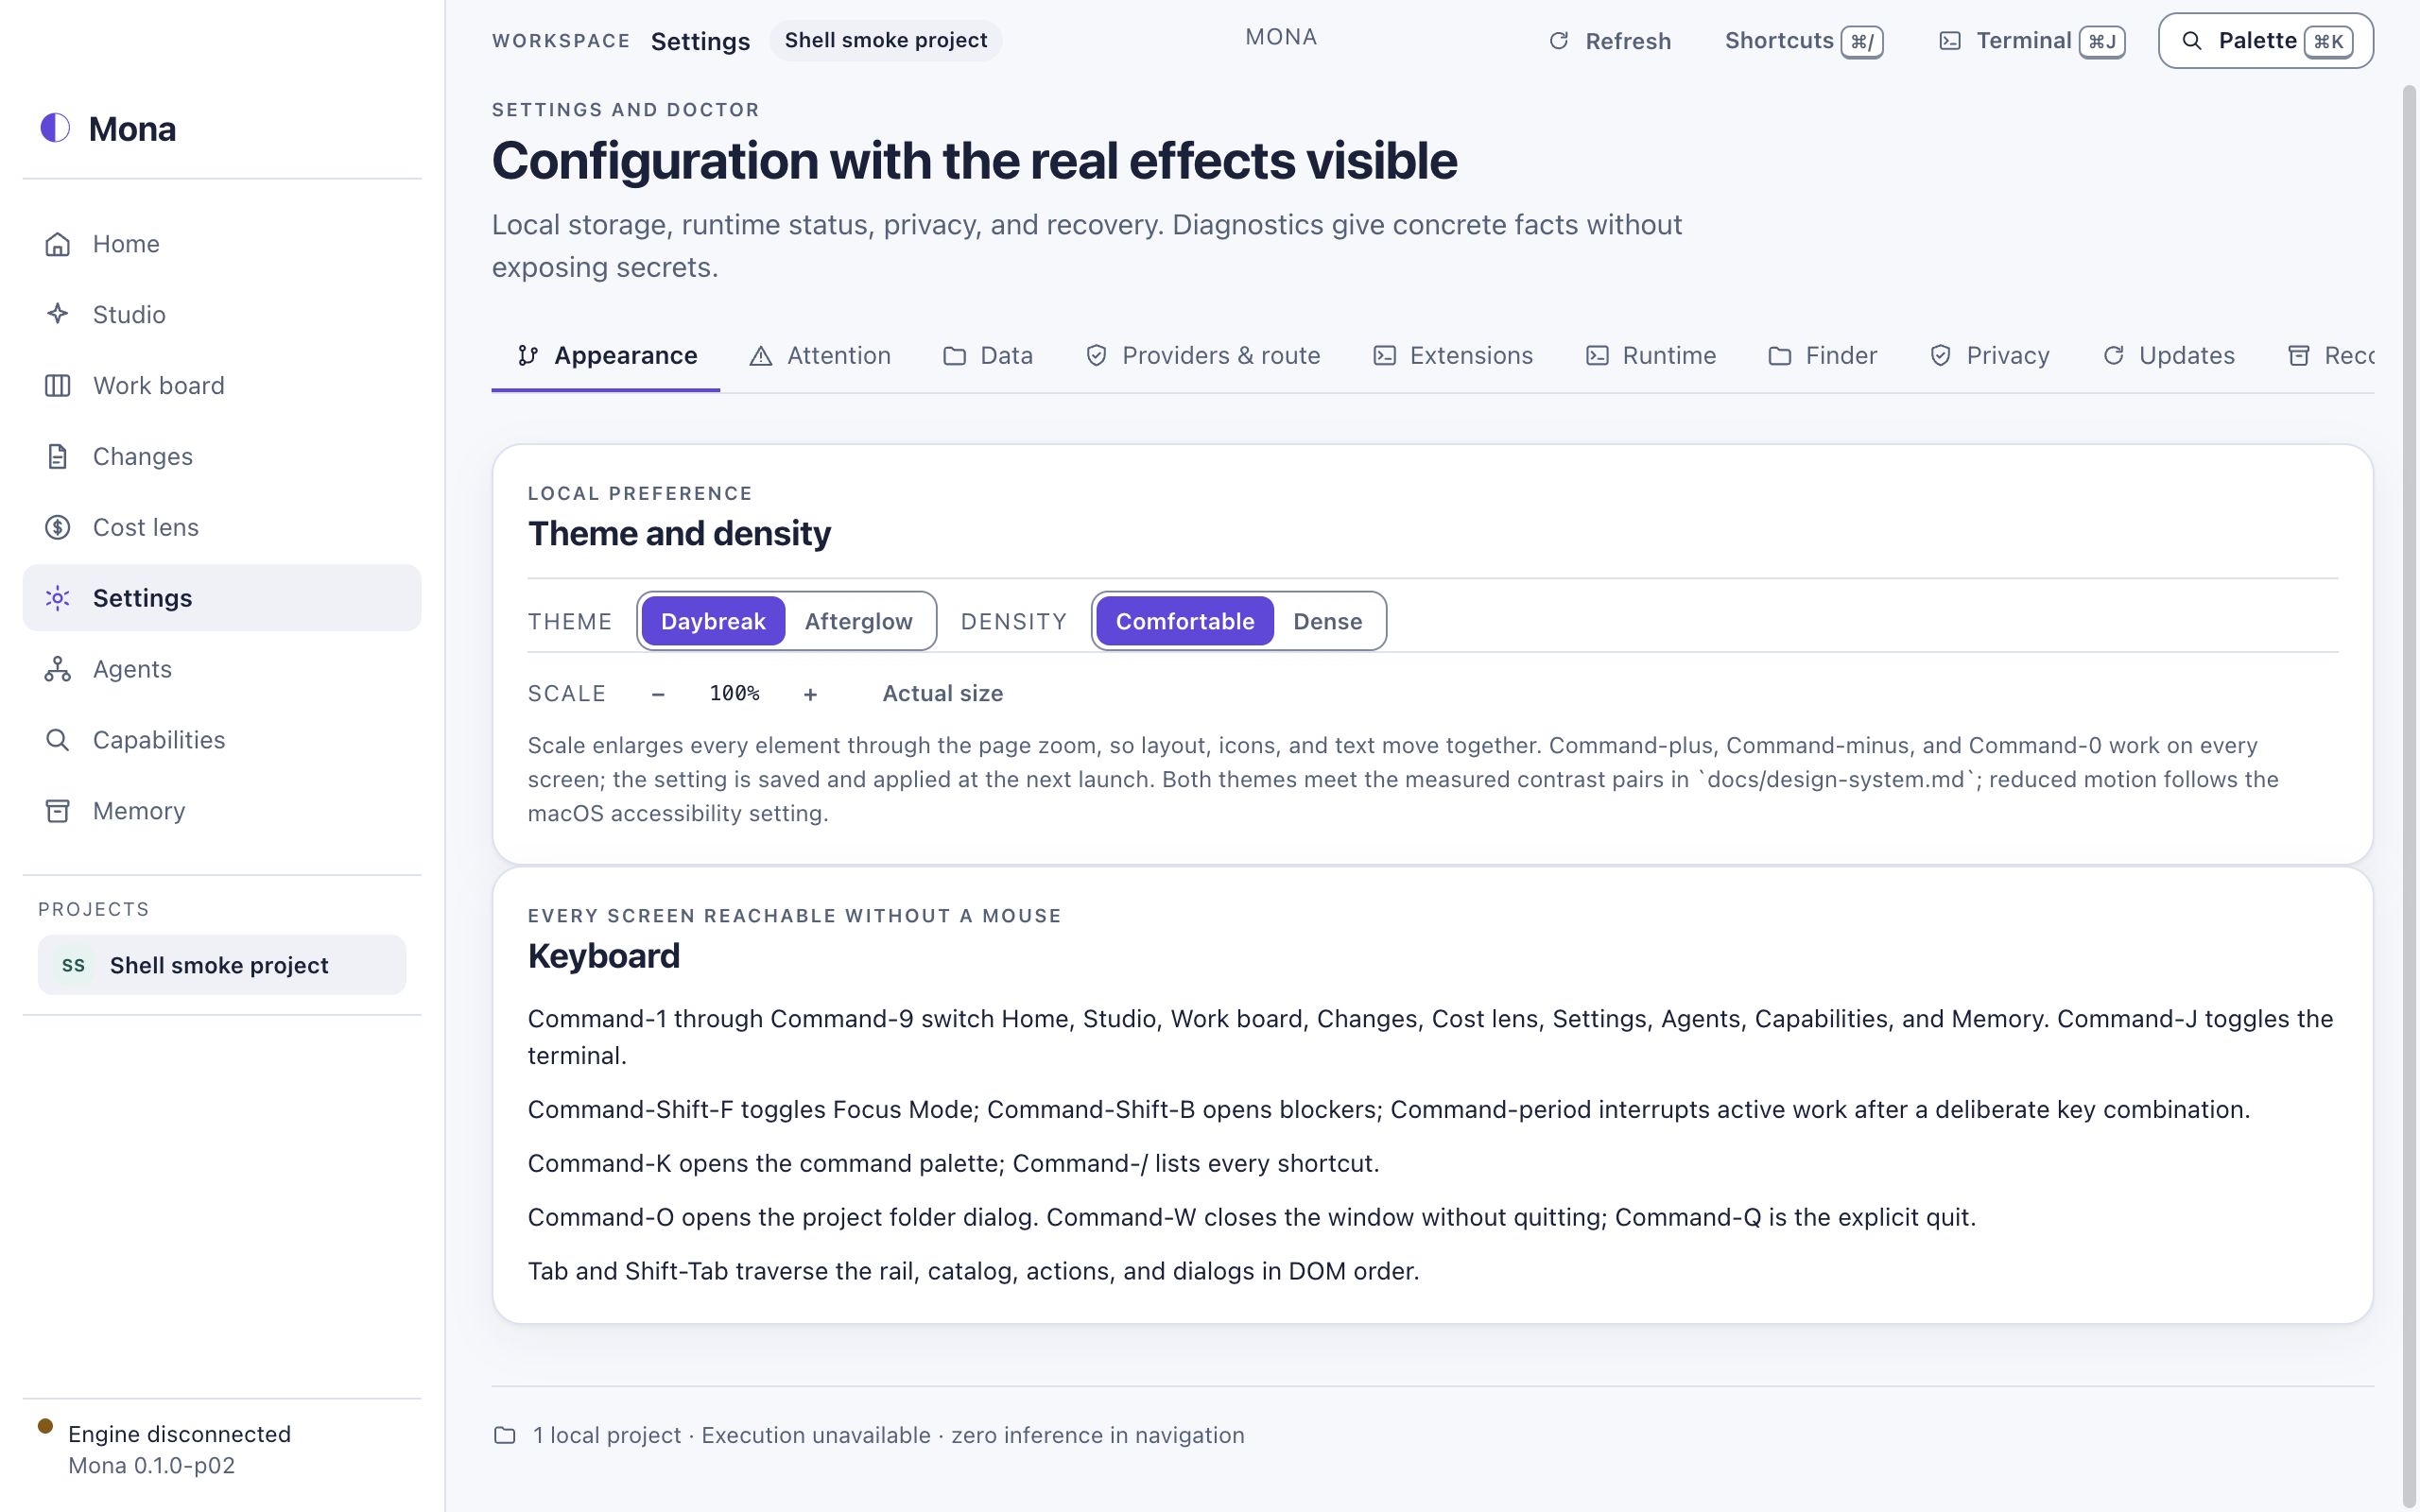 WORKSPACE Settings Shell smoke project MONA Refresh Shortcuts ⌘/ Terminal ⌘J Palette ⌘K
Mona
Home
Studio
Work board
Changes
Cost lens
Settings
Agents
Capabilities
Memory
PROJECTS
SS Shell smoke project
Engine disconnected
Mona 0.1.0-p02
SETTINGS AND DOCTOR
Configuration with the real effects visible
Local storage, runtime status, privacy, and recovery. Diagnostics give concrete facts without
exposing secrets.
Appearance Attention Data Providers & route Extensions Runtime Finder Privacy Updates Reco
LOCAL PREFERENCE
Theme and density
THEME Daybreak Afterglow DENSITY Comfortable Dense
SCALE − 100% + Actual size
Scale enlarges every element through the page zoom, so layout, icons, and text move together. Command-plus, Command-minus, and Command-0 work on every
screen; the setting is saved and applied at the next launch. Both themes meet the measured contrast pairs in `docs/design-system.md`; reduced motion follows the
macOS accessibility setting.
EVERY SCREEN REACHABLE WITHOUT A MOUSE
Keyboard
Command-1 through Command-9 switch Home, Studio, Work board, Changes, Cost lens, Settings, Agents, Capabilities, and Memory. Command-J toggles the
terminal.
Command-Shift-F toggles Focus Mode; Command-Shift-B opens blockers; Command-period interrupts active work after a deliberate key combination.
Command-K opens the command palette; Command-/ lists every shortcut.
Command-O opens the project folder dialog. Command-W closes the window without quitting; Command-Q is the explicit quit.
Tab and Shift-Tab traverse the rail, catalog, actions, and dialogs in DOM order.
1 local project · Execution unavailable · zero inference in navigation